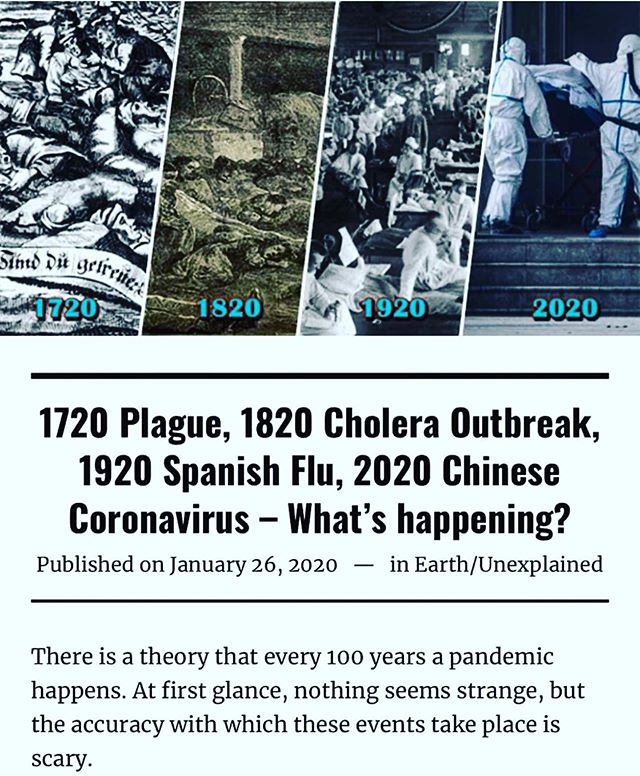 Sind dü getreue
1720
1820
1920
2020
1720 Plague, 1820 Cholera Outbreak,
1920 Spanish Flu, 2020 Chinese
Coronavirus – What’s happening?
Published on January 26, 2020 — in Earth/Unexplained
There is a theory that every 100 years a pandemic
happens. At first glance, nothing seems strange, but
the accuracy with which these events take place is
scary.